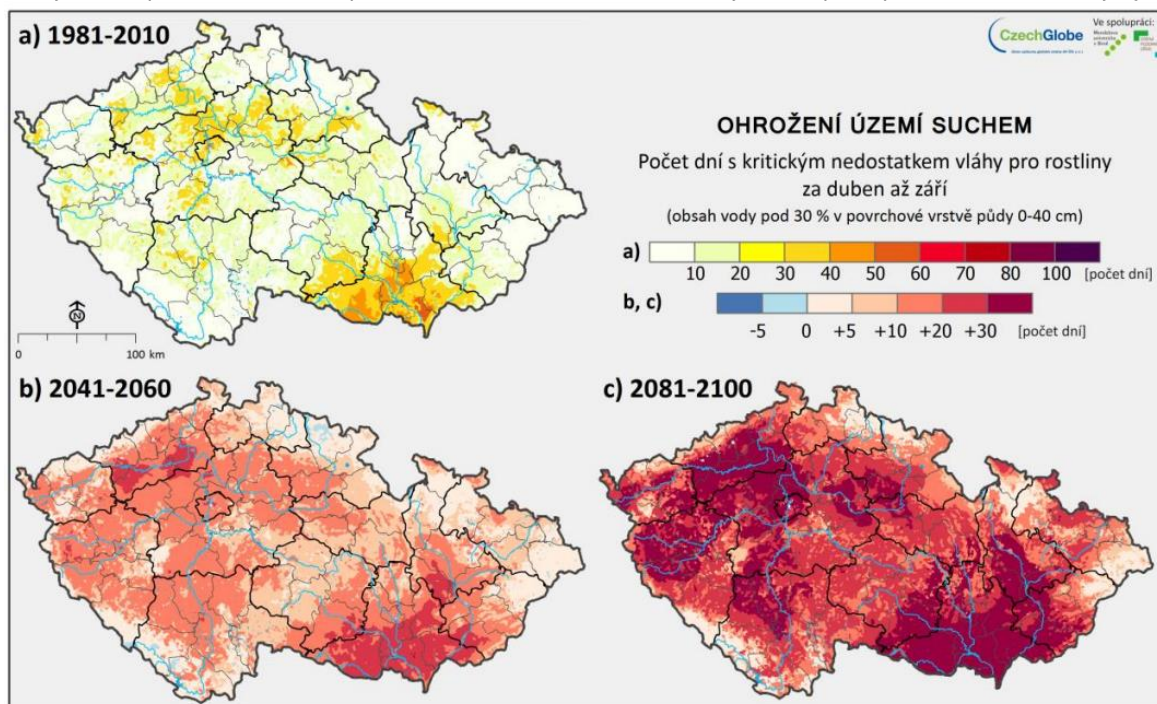 a) 1981-2010
CzechGlobe
Ve spolupráci:
OHROŽENÍ ÚZEMÍ SUCHEM
Počet dní s kritickým nedostatkem vláhy pro rostliny
za duben až září
(obsah vody pod 30 % v povrchové vrstvě půdy 0-40 cm)
a)
10 20 30 40 50 60 70 80 100 [počet dní]
b, c)
-5 0 +5 +10 +20 +30 [počet dní]
N
0 100 km
b) 2041-2060
c) 2081-2100